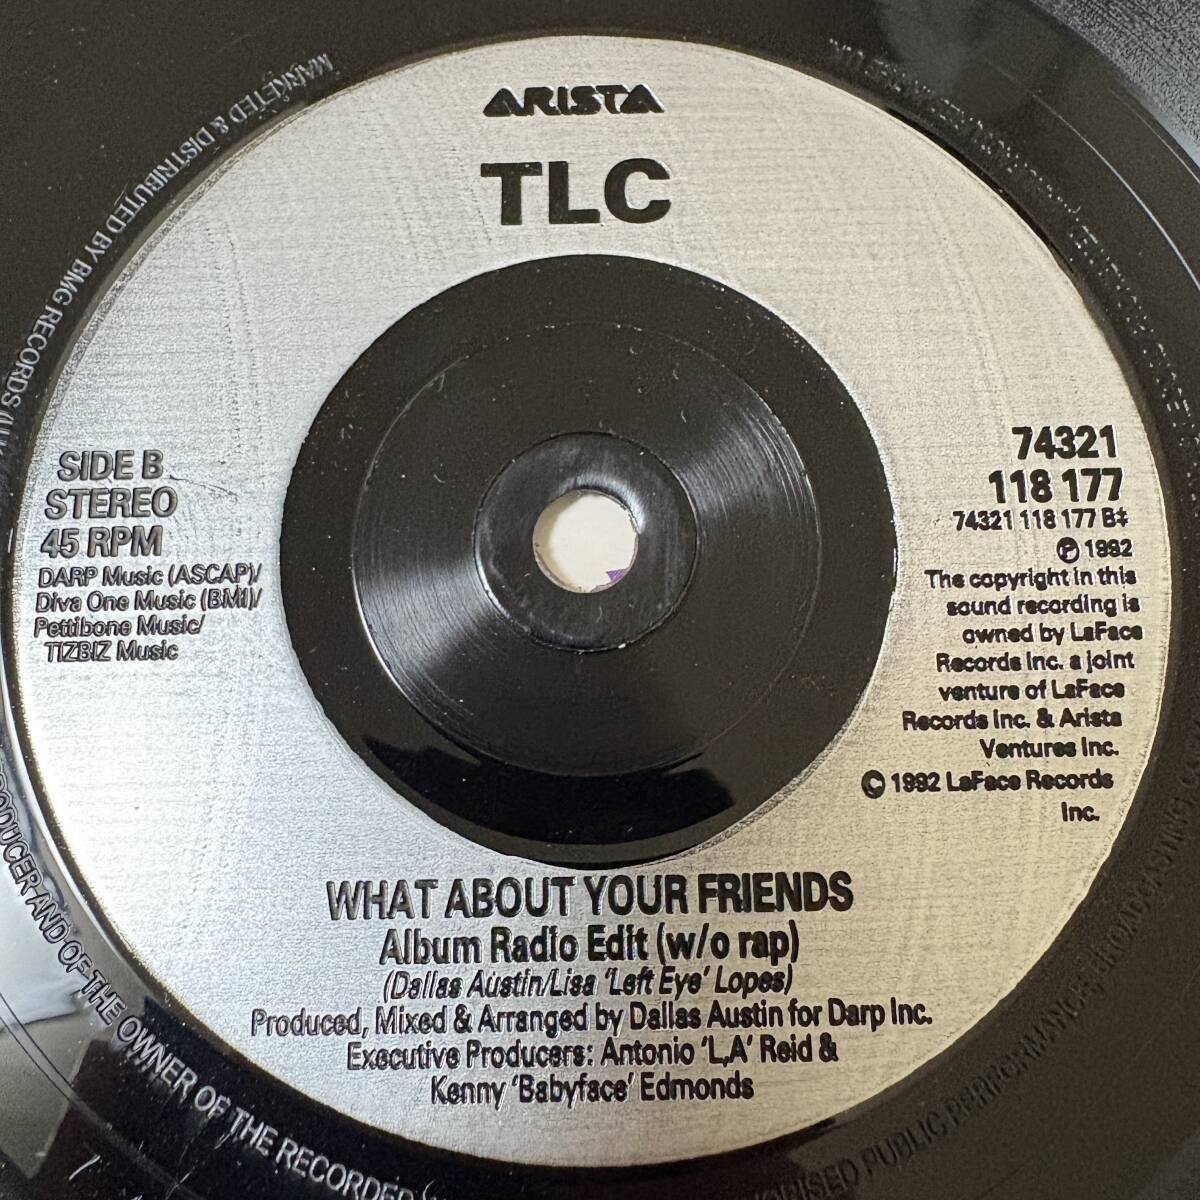 ARISTA
TLC
SIDE B
STEREO
45 RPM
DARP Music (ASCAP)/
Diva One Music (BMI)/
Pettibone Music/
TIZBIZ Music
74321
118 177
74321 118 177 B‡
Ⓟ 1992
The copyright in this
sound recording is
owned by LaFace
Records Inc. a joint
venture of LaFace
Records Inc. & Arista
Ventures Inc.
© 1992 LaFace Records
Inc.
WHAT ABOUT YOUR FRIENDS
Album Radio Edit (w/o rap)
(Dallas Austin/Lisa 'Left Eye' Lopes)
Produced, Mixed & Arranged by Dallas Austin for Darp Inc.
Executive Producers: Antonio 'L,A' Reid &
Kenny 'Babyface' Edmonds
MARKETED & DISTRIBUTED BY BMG RECORDS (UK)
PRODUCER AND OF THE OWNER OF THE RECORDED
PUBLIC PERFORMANCE, BROADCASTING,